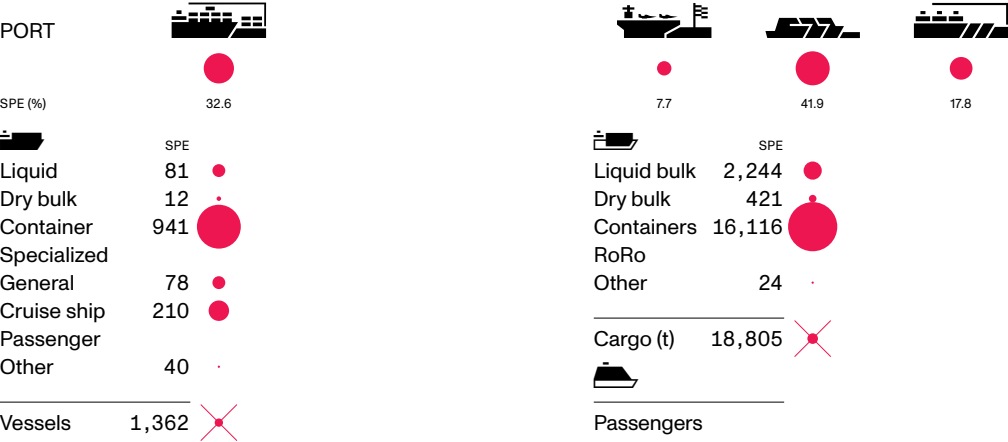 PORT
SPE (%) 32.6 7.7 41.9 17.8
SPE SPE
Liquid 81 Liquid bulk 2,244
Dry bulk 12 Dry bulk 421
Container 941 Containers 16,116
Specialized RoRo
General 78 Other 24
Cruise ship 210
Passenger Cargo (t) 18,805
Other 40
Vessels 1,362 Passengers